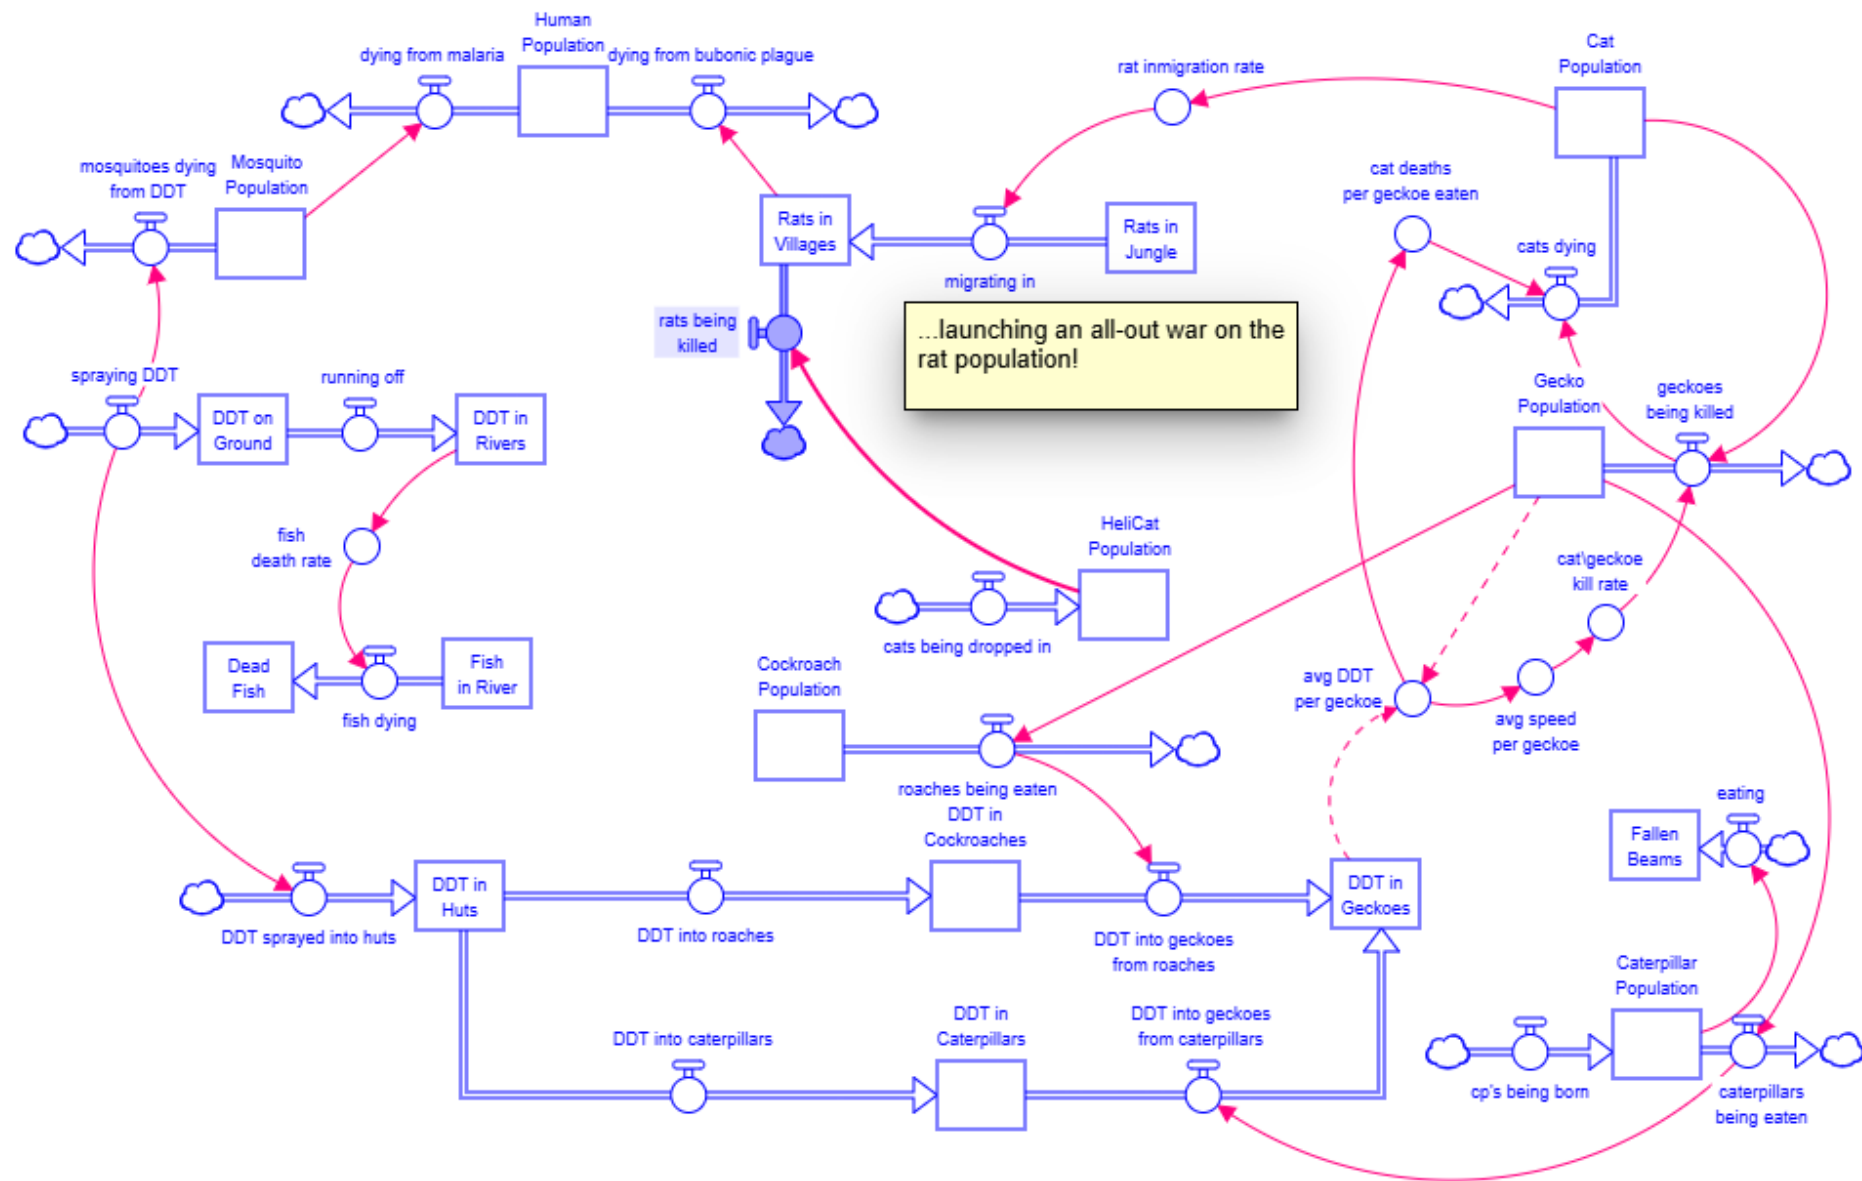 Human
Population
dying from malaria
dying from bubonic plague
rat inmigration rate
Cat
Population
mosquitoes dying
from DDT
Mosquito
Population
cat deaths
per geckoe eaten
Rats in
Villages
Rats in
Jungle
cats dying
migrating in
rats being
killed
...launching an all-out war on the
rat population!
spraying DDT
running off
DDT on
Ground
DDT in
Rivers
Gecko
Population
geckoes
being killed
fish
death rate
HeliCat
Population
cat\geckoe
kill rate
cats being dropped in
Dead
Fish
Fish
in River
fish dying
Cockroach
Population
avg DDT
per geckoe
avg speed
per geckoe
roaches being eaten
DDT in
Cockroaches
eating
Fallen
Beams
DDT in
Huts
DDT in
Geckoes
DDT sprayed into huts
DDT into roaches
DDT into geckoes
from roaches
Caterpillar
Population
DDT into caterpillars
DDT in
Caterpillars
DDT into geckoes
from caterpillars
cp's being born
caterpillars
being eaten